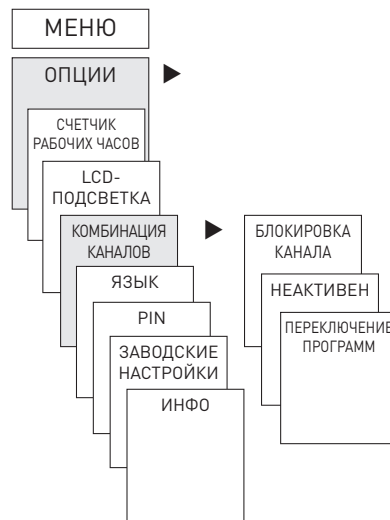 МЕНЮ
ОПЦИИ
СЧЕТЧИК
РАБОЧИХ ЧАСОВ
LCD-
ПОДСВЕТКА
КОМБИНАЦИЯ
КАНАЛОВ
ЯЗЫК
PIN
ЗАВОДСКИЕ
НАСТРОЙКИ
ИНФО
БЛОКИРОВКА
КАНАЛА
НЕАКТИВЕН
ПЕРЕКЛЮЧЕНИЕ
ПРОГРАММ